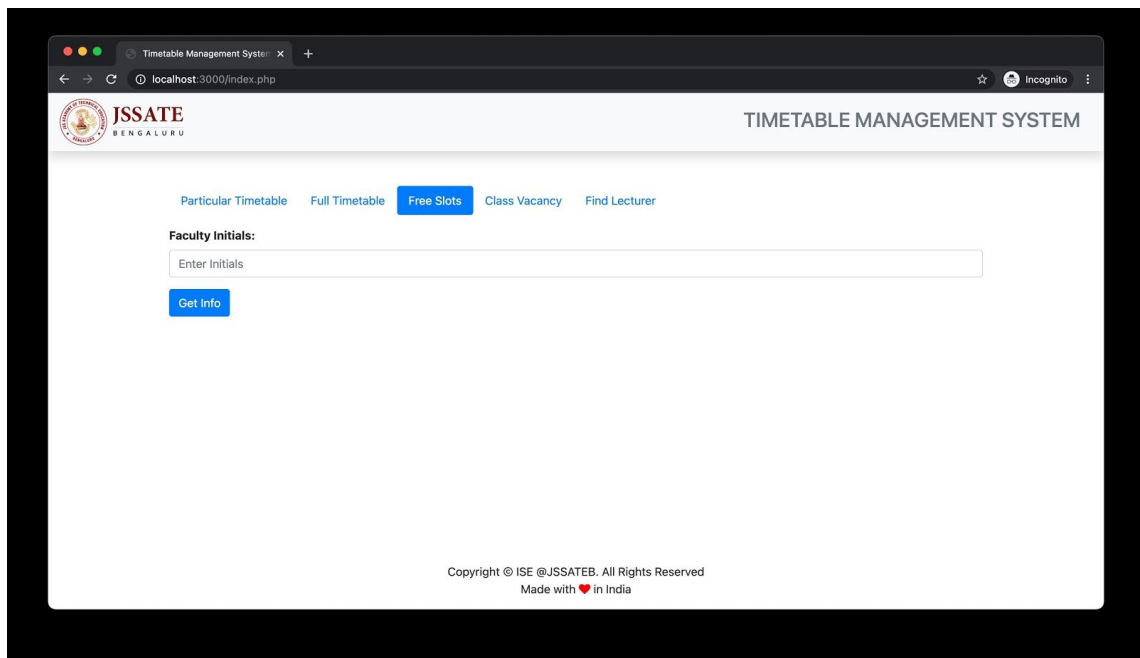 Timetable Management System
localhost:3000/index.php
Incognito
JSSATE
BENGALURU
TIMETABLE MANAGEMENT SYSTEM
Particular Timetable Full Timetable Free Slots Class Vacancy Find Lecturer
Faculty Initials:
Enter Initials
Get Info
Copyright © ISE @JSSATEB. All Rights Reserved
Made with ❤ in India